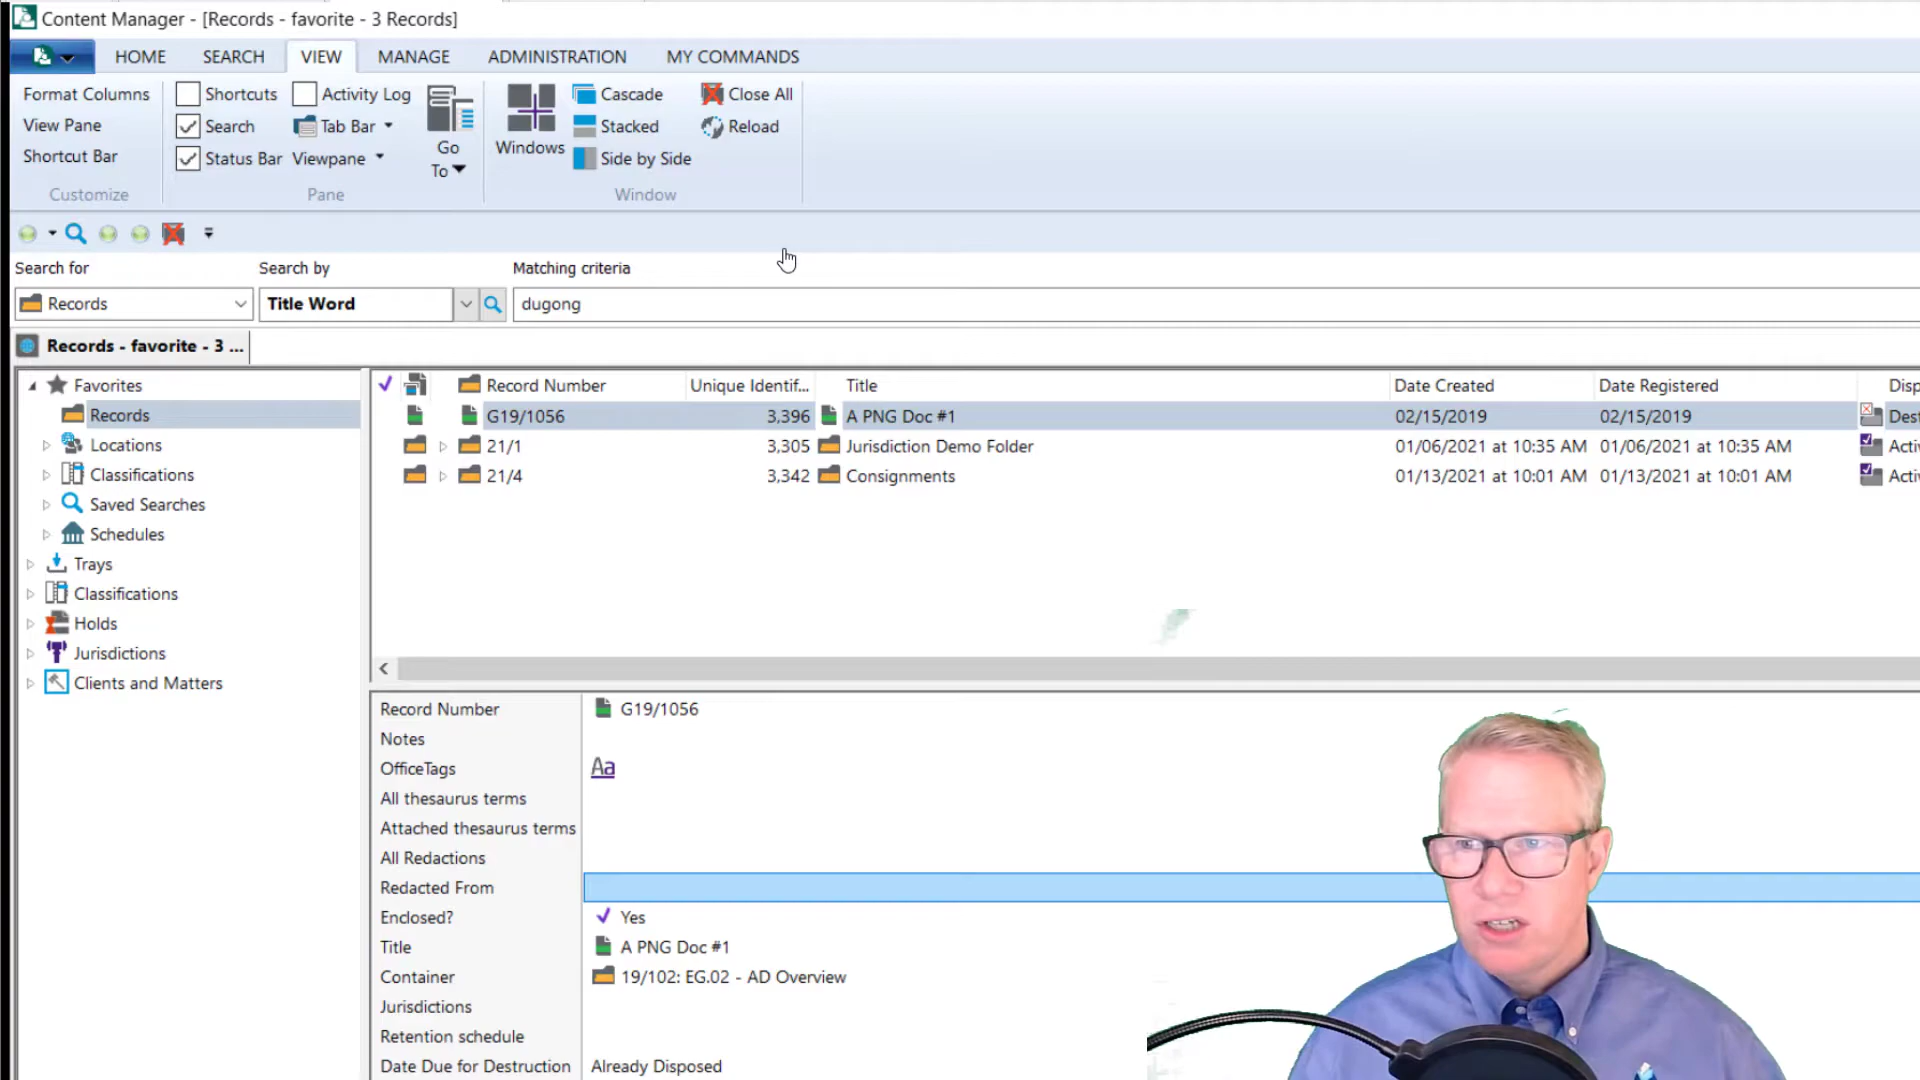 Content Manager - [Records - favorite - 3 Records]
HOME SEARCH VIEW MANAGE ADMINISTRATION MY COMMANDS
Format Columns Shortcuts Activity Log Cascade Close All
View Pane Search Tab Bar Go To Windows Stacked Reload
Shortcut Bar Status Bar Viewpane Side by Side
Customize Pane Window
Search for Search by Matching criteria
Records Title Word dugong
Records - favorite - 3 ...
Favorites
Records
Locations
Classifications
Saved Searches
Schedules
Trays
Classifications
Holds
Jurisdictions
Clients and Matters
Record Number Unique Identif... Title Date Created Date Registered Disp
G19/1056 3,396 A PNG Doc #1 02/15/2019 02/15/2019 Dest
21/1 3,305 Jurisdiction Demo Folder 01/06/2021 at 10:35 AM 01/06/2021 at 10:35 AM Acti
21/4 3,342 Consignments 01/13/2021 at 10:01 AM 01/13/2021 at 10:01 AM Acti
Record Number G19/1056
Notes
OfficeTags Aa
All thesaurus terms
Attached thesaurus terms
All Redactions
Redacted From
Enclosed? Yes
Title A PNG Doc #1
Container 19/102: EG.02 - AD Overview
Jurisdictions
Retention schedule
Date Due for Destruction Already Disposed